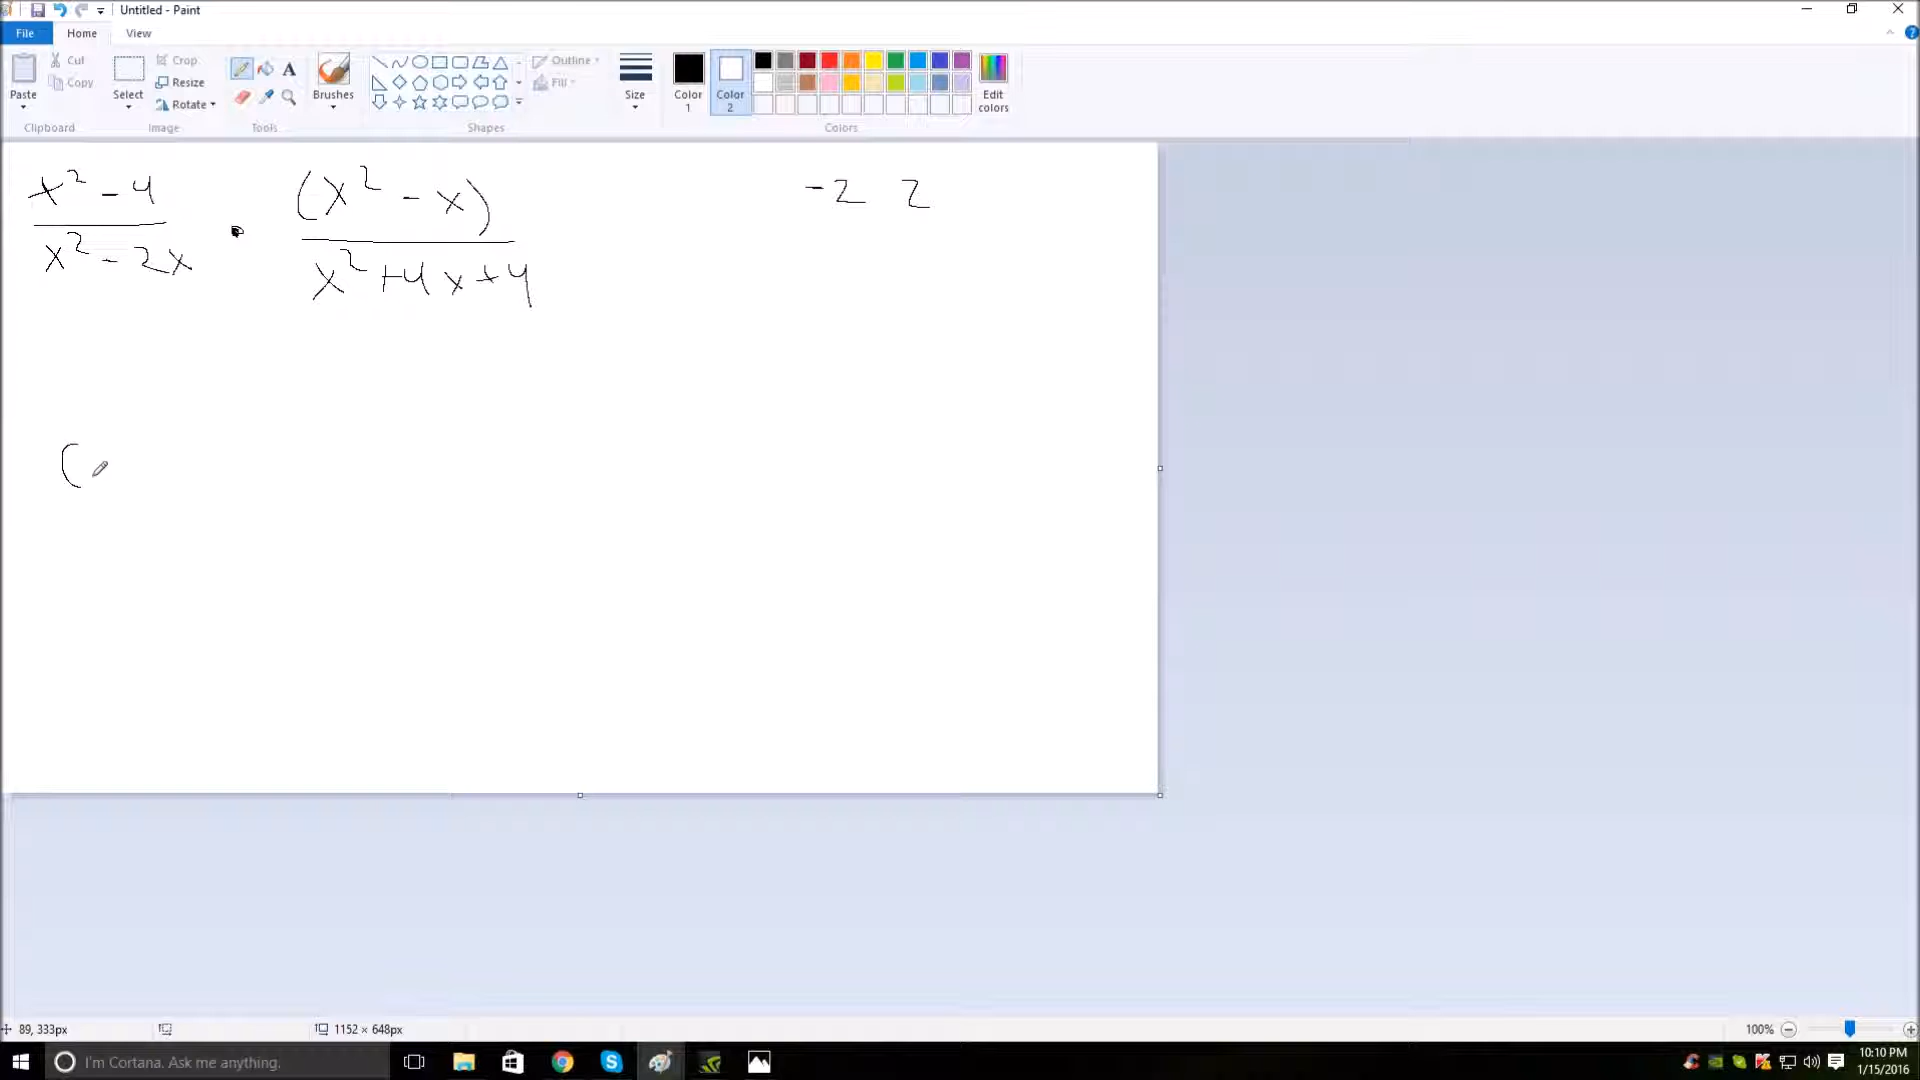 Untitled - Paint
File Home View
Paste Cut Copy Clipboard
Select Crop Resize Rotate Image
A Tools
Brushes
Outline Fill Shapes
Size
Color 1 Color 2 Edit colors Colors
x² - 4 (x² - x) -2 2
x² - 2x • x² + 4x + 4
(
89, 333px 1152 × 648px 100%
I'm Cortana. Ask me anything. 10:10 PM
1/15/2016